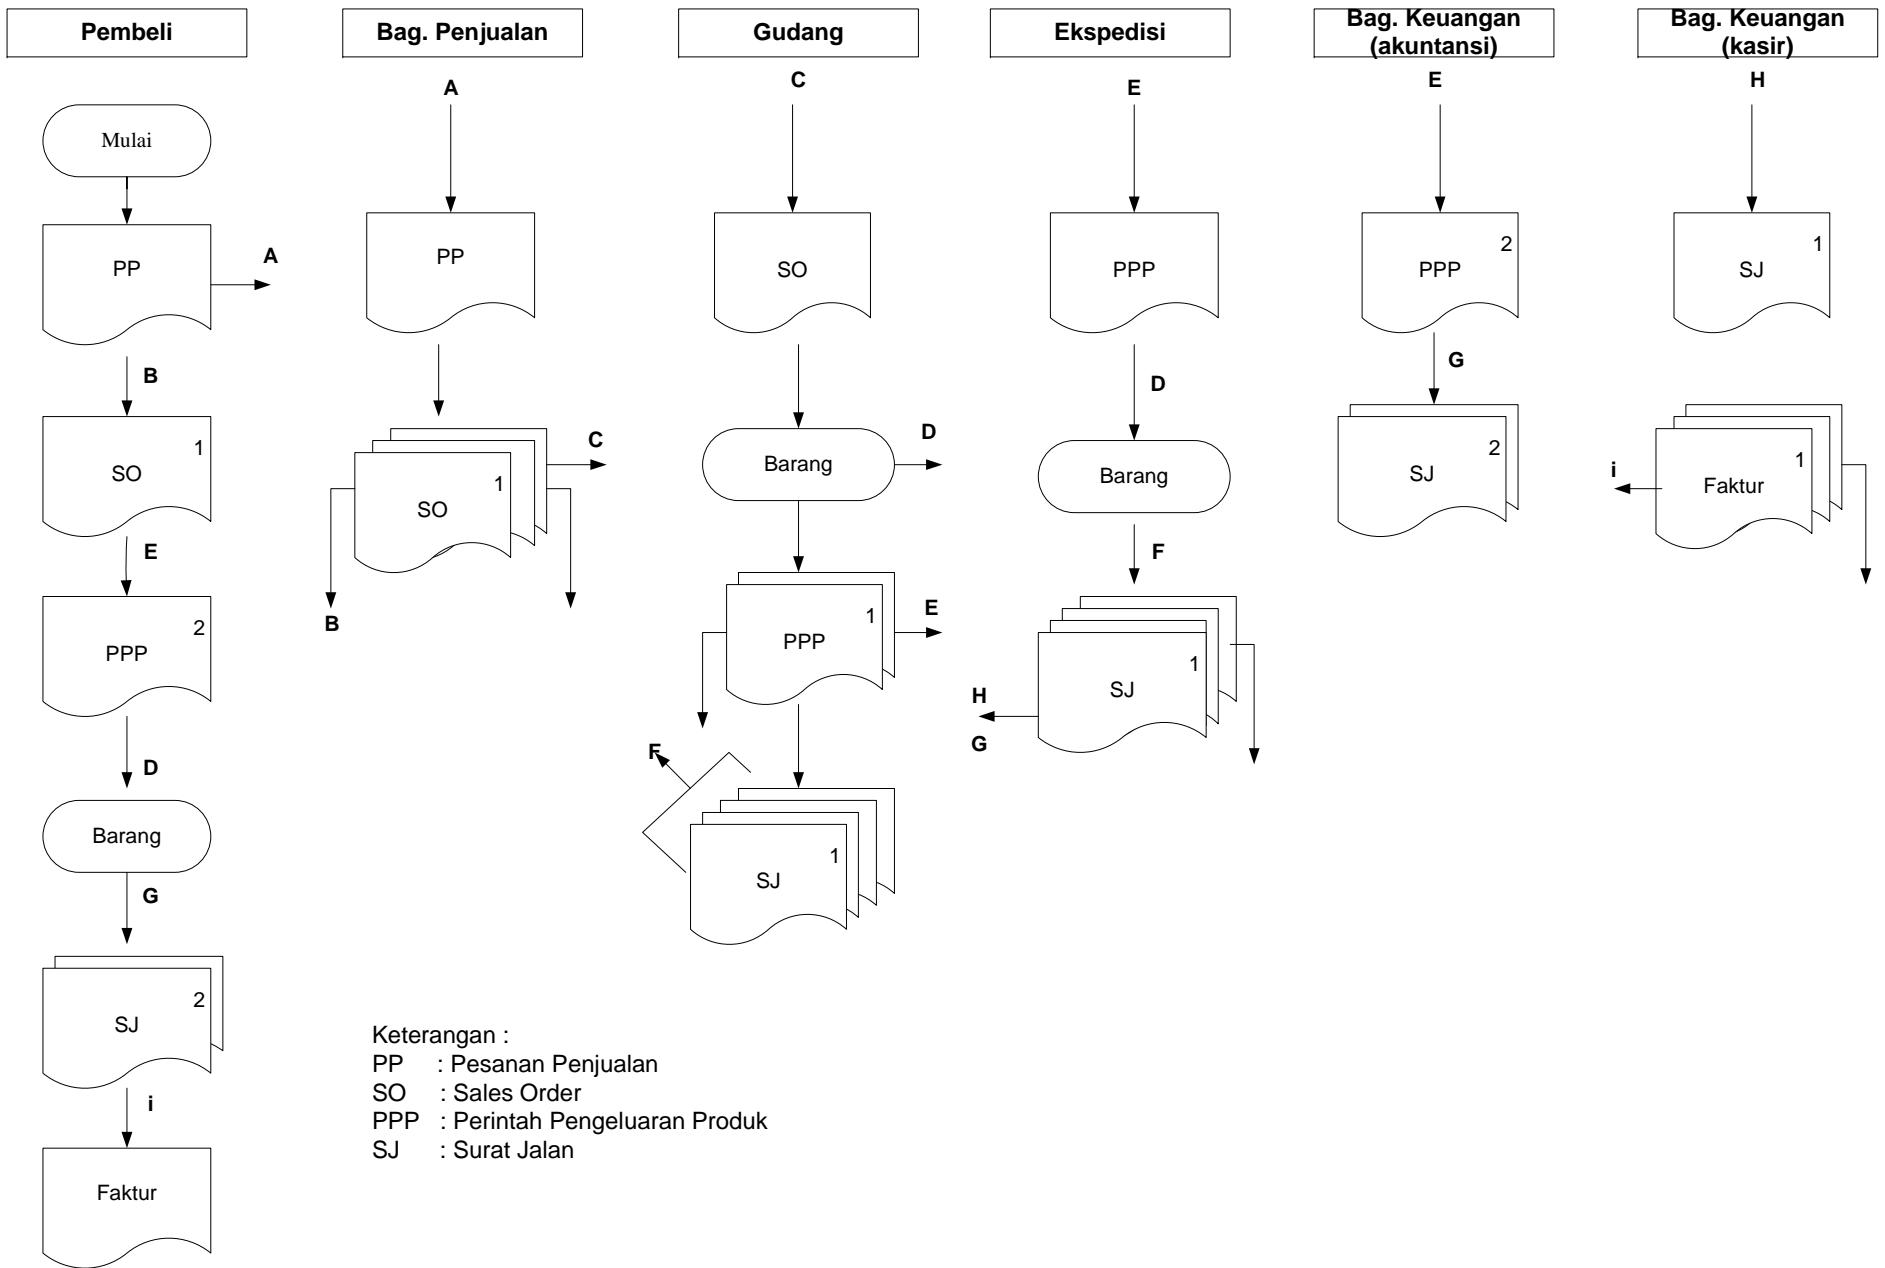 Pembeli
Bag. Penjualan
Gudang
Ekspedisi
Bag. Keuangan
(akuntansi)
Bag. Keuangan
(kasir)
Mulai
PP
A
B
1
SO
E
2
PPP
D
Barang
G
2
SJ
i
Faktur
A
PP
C
1
SO
B
C
SO
D
Barang
E
1
PPP
F
1
SJ
E
PPP
D
Barang
F
1
SJ
H
G
E
2
PPP
G
2
SJ
H
1
SJ
i
1
Faktur
Keterangan :
PP : Pesanan Penjualan
SO : Sales Order
PPP : Perintah Pengeluaran Produk
SJ : Surat Jalan